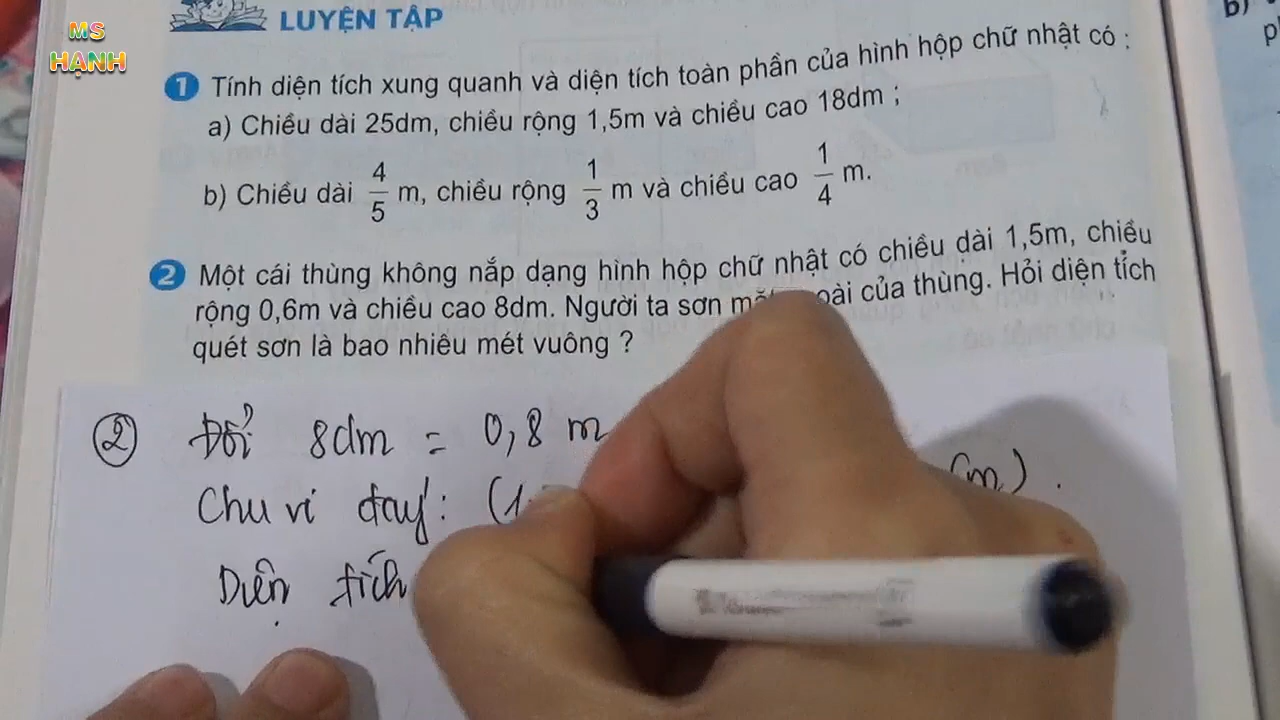 MS
HẠNH
LUYỆN TẬP
1 Tính diện tích xung quanh và diện tích toàn phần của hình hộp chữ nhật có :
a) Chiều dài 25dm, chiều rộng 1,5m và chiều cao 18dm ;
b) Chiều dài 4/5 m, chiều rộng 1/3 m và chiều cao 1/4 m.
2 Một cái thùng không nắp dạng hình hộp chữ nhật có chiều dài 1,5m, chiều
rộng 0,6m và chiều cao 8dm. Người ta sơn của thùng. Hỏi diện tích
quét sơn là bao nhiêu mét vuông ?
2 Đổi 8dm = 0,8 m
Chu vi đáy: (1 (m).
Diện tích
b)
p